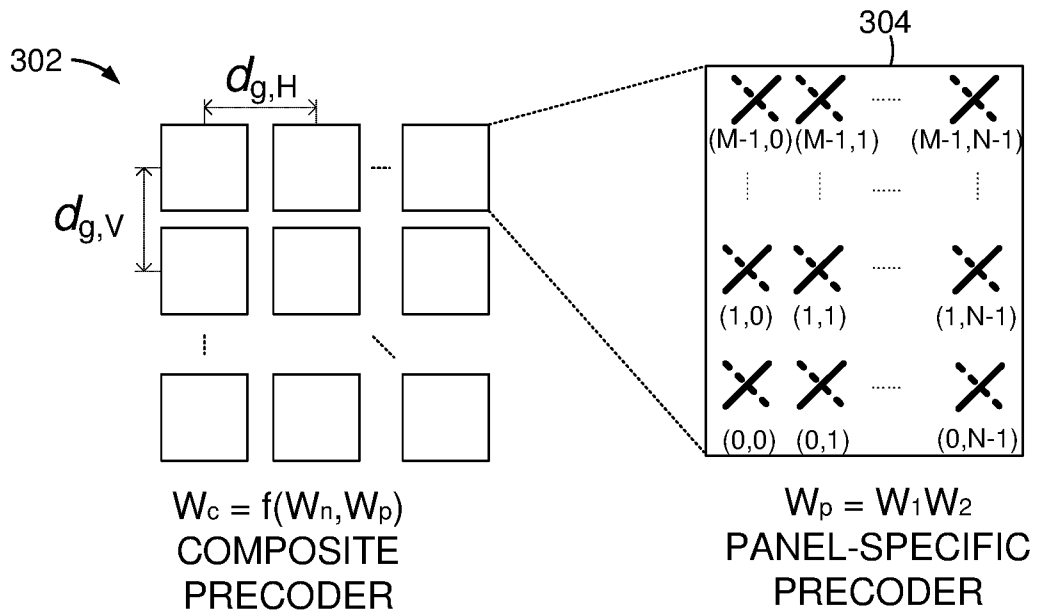 302
d_g,H
d_g,V
W_c = f(W_n,W_p)
COMPOSITE
PRECODER
304
(M-1,0) (M-1,1) ...... (M-1,N-1)
(1,0) (1,1) ...... (1,N-1)
(0,0) (0,1) ...... (0,N-1)
W_p = W_1W_2
PANEL-SPECIFIC
PRECODER